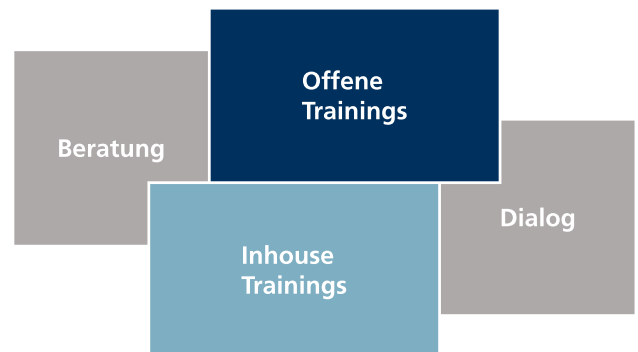 Offene
Trainings
Beratung
Dialog
Inhouse
Trainings